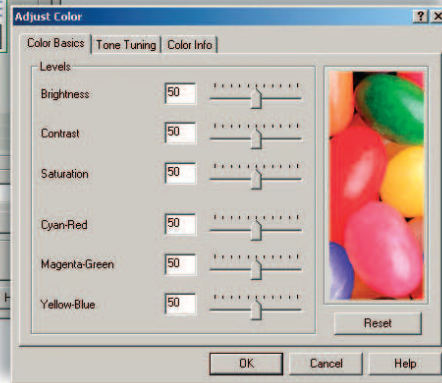 Adjust Color
Color Basics Tone Tuning Color Info
Levels
Brightness 50
Contrast 50
Saturation 50
Cyan-Red 50
Magenta-Green 50
Yellow-Blue 50
Reset
OK Cancel Help
H